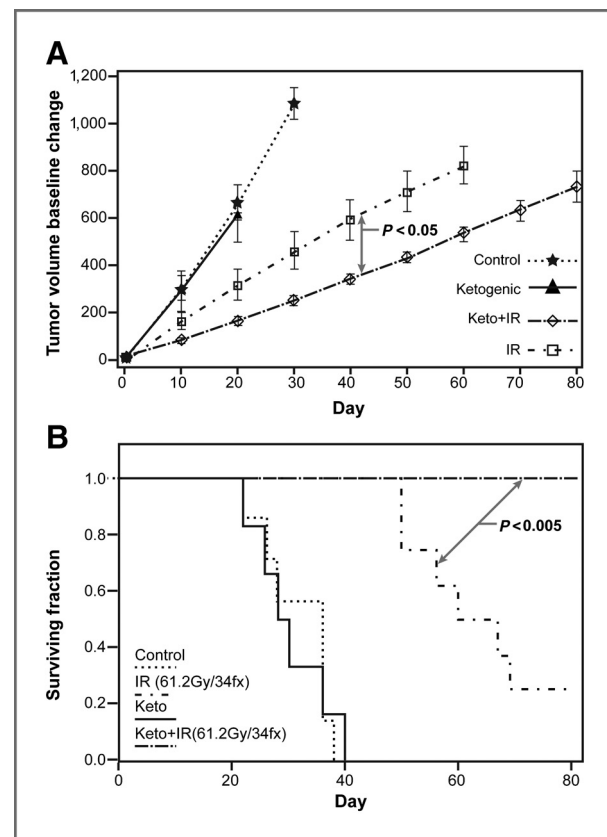 A
Tumor volume baseline change
1,200
1,000
800
600
400
200
0
P < 0.05
Control
Ketogenic
Keto+IR
IR
0 10 20 30 40 50 60 70 80
Day
B
Surviving fraction
1.0
0.8
0.6
0.4
0.2
0.0
P < 0.005
Control
IR (61.2Gy/34fx)
Keto
Keto+IR(61.2Gy/34fx)
0 20 40 60 80
Day